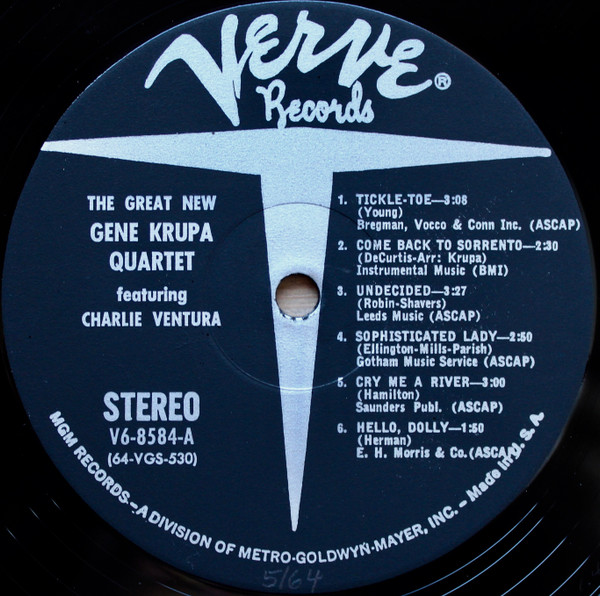 Verve®
Records
THE GREAT NEW
GENE KRUPA
QUARTET
featuring
CHARLIE VENTURA
STEREO
V6-8584-A
(64-VGS-530)
1. TICKLE-TOE—3:08
(Young)
Bregman, Vocco & Conn Inc. (ASCAP)
2. COME BACK TO SORRENTO—2:30
(DeCurtis-Arr: Krupa)
Instrumental Music (BMI)
3. UNDECIDED—3:27
(Robin-Shavers)
Leeds Music (ASCAP)
4. SOPHISTICATED LADY—2:50
(Ellington-Mills-Parish)
Gotham Music Service (ASCAP)
5. CRY ME A RIVER—3:00
(Hamilton)
Saunders Publ. (ASCAP)
6. HELLO, DOLLY—1:50
(Herman)
E. H. Morris & Co. (ASCAP)
MGM RECORDS—A DIVISION OF METRO-GOLDWYN-MAYER, INC.—Made in U. S. A.
5/64